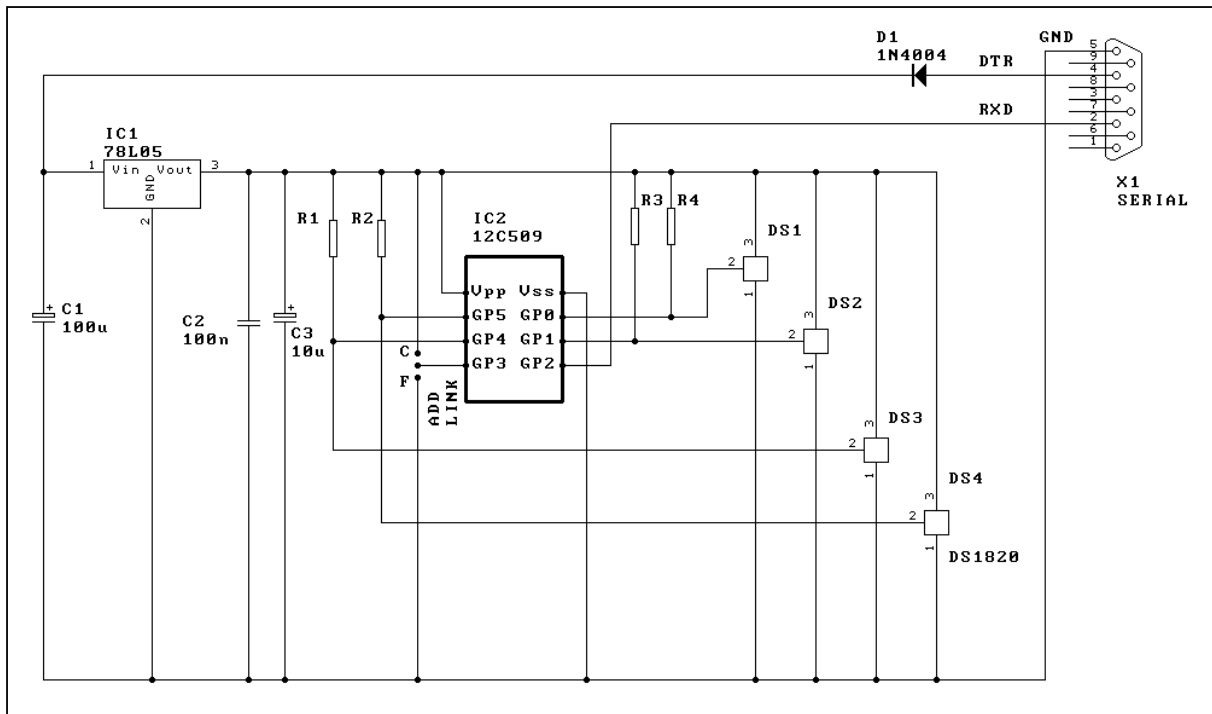 D1
1N4004
GND
DTR
RXD
5
9
4
8
3
7
2
6
1
X1
SERIAL
IC1
78L05
1
Vin Vout
GND
3
2
R1
R2
IC2
12C509
R3
R4
DS1
3
2
1
Vpp Vss
GP5 GP0
GP4 GP1
GP3 GP2
C1
+
100u
C2
100n
+
C3
10u
C
F
ADD
LINK
DS2
3
2
1
DS3
3
2
1
DS4
3
2
1
DS1820